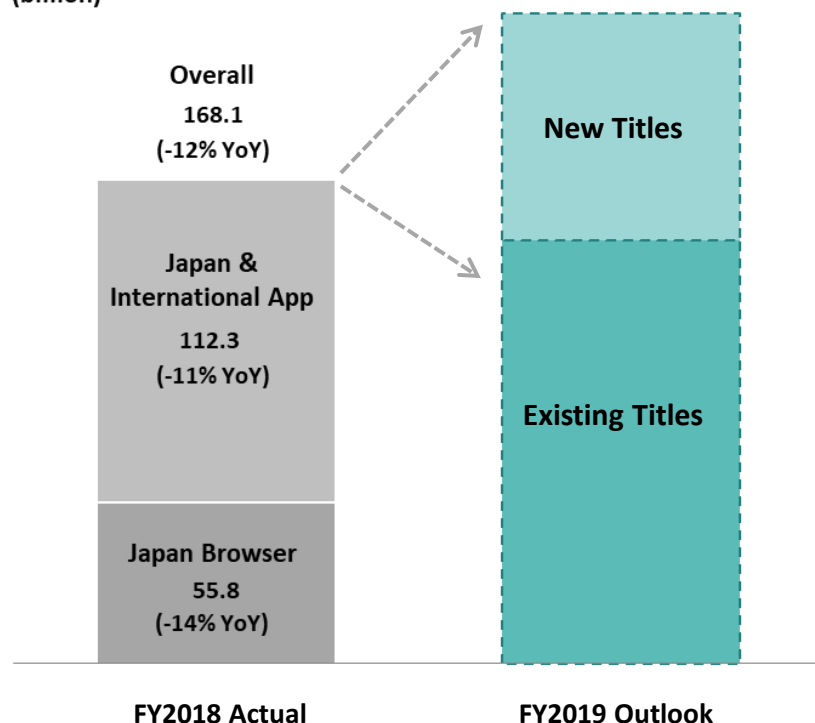 Overall
168.1
(-12% YoY)
Japan &
International App
112.3
(-11% YoY)
Japan Browser
55.8
(-14% YoY)
FY2018 Actual
New Titles
Existing Titles
FY2019 Outlook